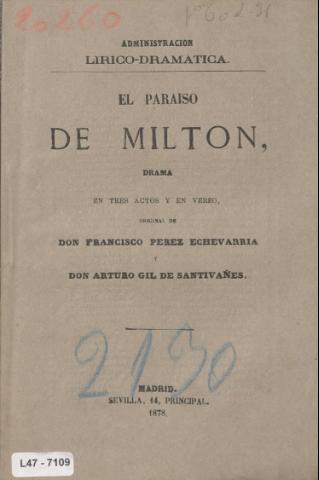 20260
ADMINISTRACION
LIRICO-DRAMATICA.
EL PARAISO
DE MILTON,
DRAMA
EN TRES ACTOS Y EN VERSO,
ORIGINAL DE
DON FRANCISCO PEREZ ECHEVARRIA
Y
DON ARTURO GIL DE SANTIVAÑES.
2130
MADRID.
SEVILLA, 14, PRINCIPAL.
1878.
L47 - 7109